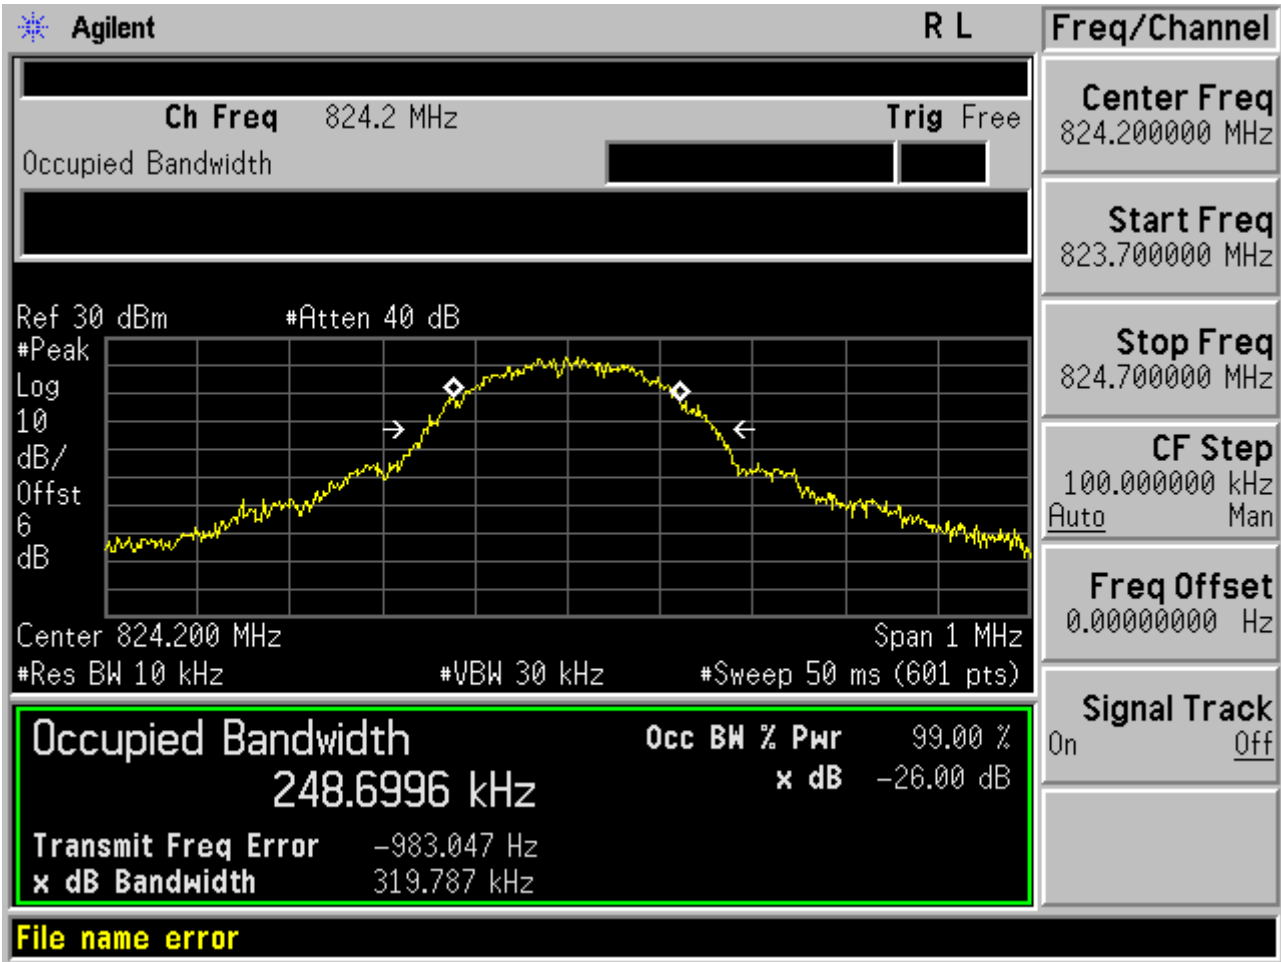 Agilent
R L
Freq/Channel
Ch Freq 824.2 MHz
Trig Free
Occupied Bandwidth
Center Freq
824.200000 MHz
Start Freq
823.700000 MHz
Stop Freq
824.700000 MHz
CF Step
100.000000 kHz
Auto Man
Freq Offset
0.00000000 Hz
Signal Track
On Off
Ref 30 dBm
#Atten 40 dB
#Peak
Log
10
dB/
Offst
6
dB
Center 824.200 MHz
Span 1 MHz
#Res BW 10 kHz
#VBW 30 kHz
#Sweep 50 ms (601 pts)
Occupied Bandwidth
248.6996 kHz
Occ BW % Pwr 99.00 %
x dB -26.00 dB
Transmit Freq Error -983.047 Hz
x dB Bandwidth 319.787 kHz
File name error